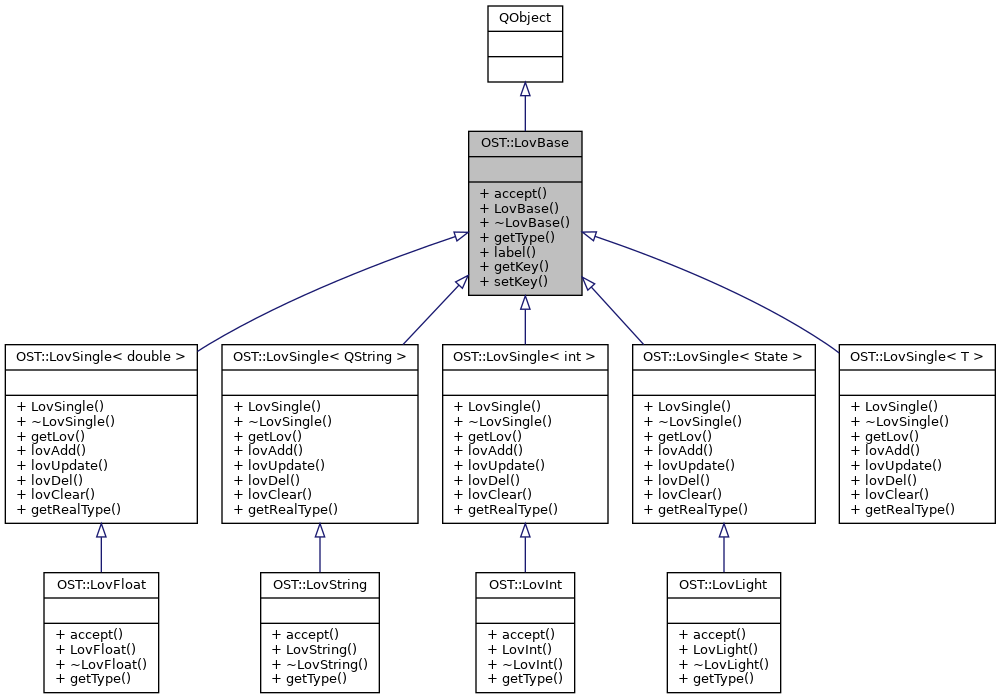 QObject
OST::LovBase
+ accept()
+ LovBase()
+ ~LovBase()
+ getType()
+ label()
+ getKey()
+ setKey()
OST::LovSingle< double >
+ LovSingle()
+ ~LovSingle()
+ getLov()
+ lovAdd()
+ lovUpdate()
+ lovDel()
+ lovClear()
+ getRealType()
OST::LovSingle< QString >
+ LovSingle()
+ ~LovSingle()
+ getLov()
+ lovAdd()
+ lovUpdate()
+ lovDel()
+ lovClear()
+ getRealType()
OST::LovSingle< int >
+ LovSingle()
+ ~LovSingle()
+ getLov()
+ lovAdd()
+ lovUpdate()
+ lovDel()
+ lovClear()
+ getRealType()
OST::LovSingle< State >
+ LovSingle()
+ ~LovSingle()
+ getLov()
+ lovAdd()
+ lovUpdate()
+ lovDel()
+ lovClear()
+ getRealType()
OST::LovSingle< T >
+ LovSingle()
+ ~LovSingle()
+ getLov()
+ lovAdd()
+ lovUpdate()
+ lovDel()
+ lovClear()
+ getRealType()
OST::LovFloat
+ accept()
+ LovFloat()
+ ~LovFloat()
+ getType()
OST::LovString
+ accept()
+ LovString()
+ ~LovString()
+ getType()
OST::LovInt
+ accept()
+ LovInt()
+ ~LovInt()
+ getType()
OST::LovLight
+ accept()
+ LovLight()
+ ~LovLight()
+ getType()